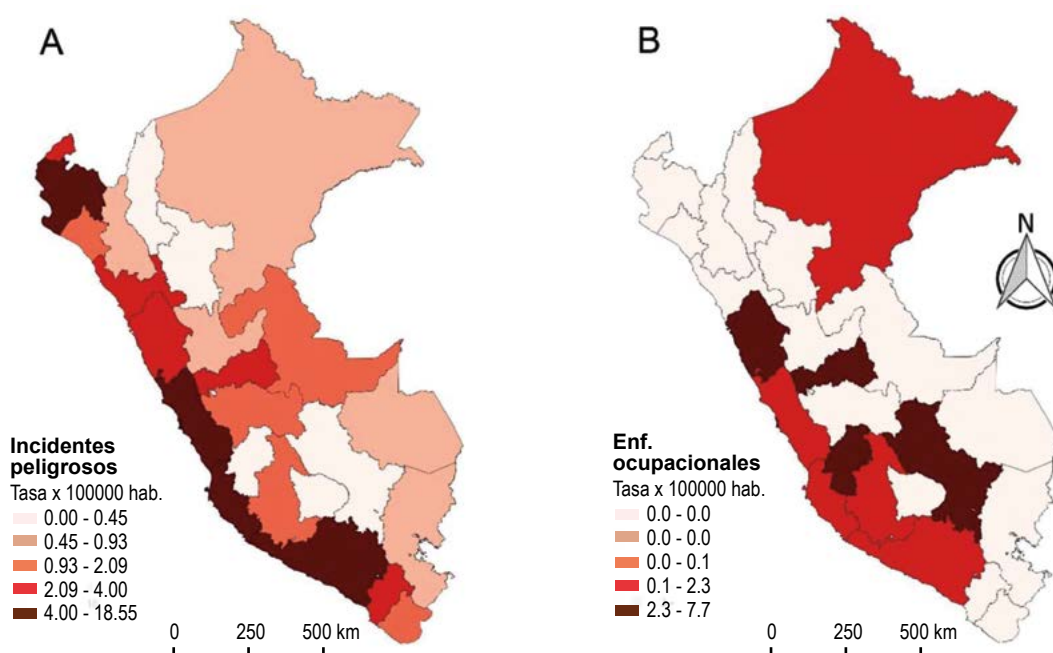 A
B
N
Incidentes
peligrosos
Tasa x 100000 hab.
0.00 - 0.45
0.45 - 0.93
0.93 - 2.09
2.09 - 4.00
4.00 - 18.55
0 250 500 km
Enf.
ocupacionales
Tasa x 100000 hab.
0.0 - 0.0
0.0 - 0.0
0.0 - 0.1
0.1 - 2.3
2.3 - 7.7
0 250 500 km